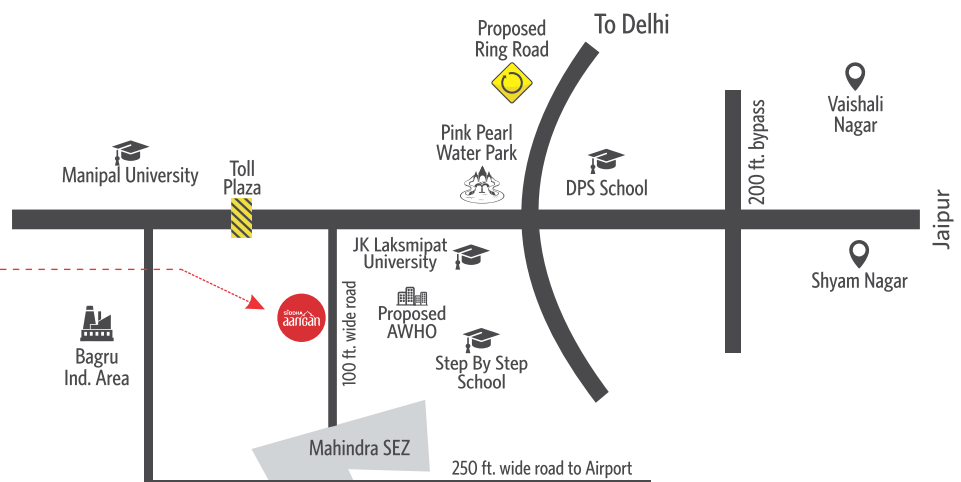 To Delhi
Proposed
Ring Road
Vaishali
Nagar
200 ft. bypass
Pink Pearl
Water Park
Manipal University
Toll
Plaza
DPS School
Jaipur
JK Laksmipat
University
Shyam Nagar
SIDDHA
aangan
100 ft. wide road
Proposed
AWHO
Bagru
Ind. Area
Step By Step
School
Mahindra SEZ
250 ft. wide road to Airport